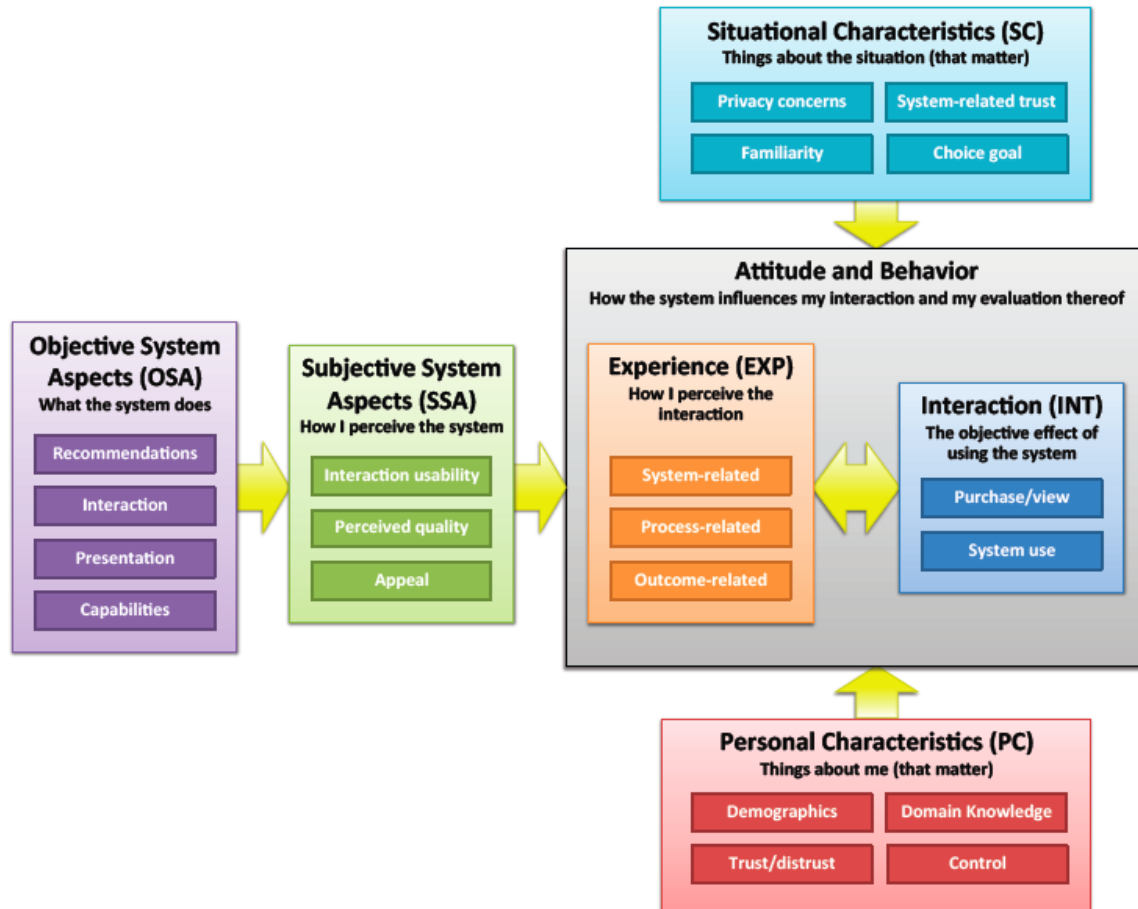 Situational Characteristics (SC)
Things about the situation (that matter)
Privacy concerns
System-related trust
Familiarity
Choice goal
Attitude and Behavior
How the system influences my interaction and my evaluation thereof
Objective System
Aspects (OSA)
What the system does
Recommendations
Interaction
Presentation
Capabilities
Subjective System
Aspects (SSA)
How I perceive the system
Interaction usability
Perceived quality
Appeal
Experience (EXP)
How I perceive the
interaction
System-related
Process-related
Outcome-related
Interaction (INT)
The objective effect of
using the system
Purchase/view
System use
Personal Characteristics (PC)
Things about me (that matter)
Demographics
Domain Knowledge
Trust/distrust
Control